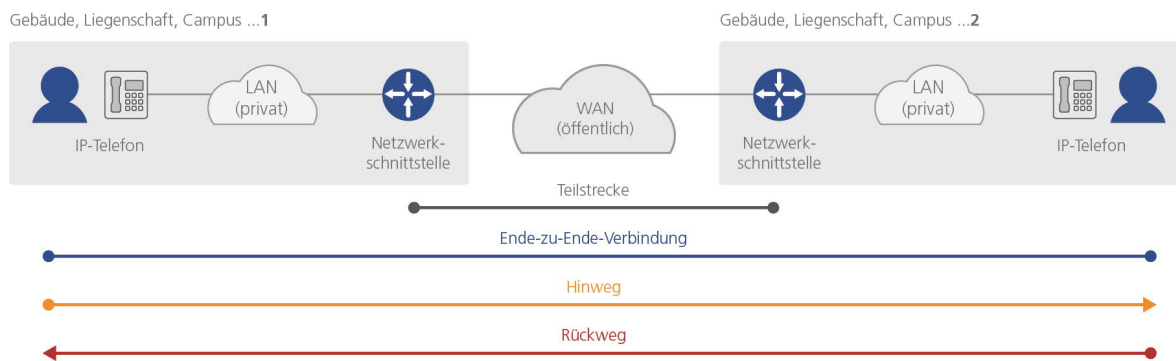 Gebäude, Liegenschaft, Campus ...1
Gebäude, Liegenschaft, Campus ...2
LAN
(privat)
WAN
(öffentlich)
LAN
(privat)
IP-Telefon
Netzwerk-
schnittstelle
Netzwerk-
schnittstelle
IP-Telefon
Teilstrecke
Ende-zu-Ende-Verbindung
Hinweg
Rückweg